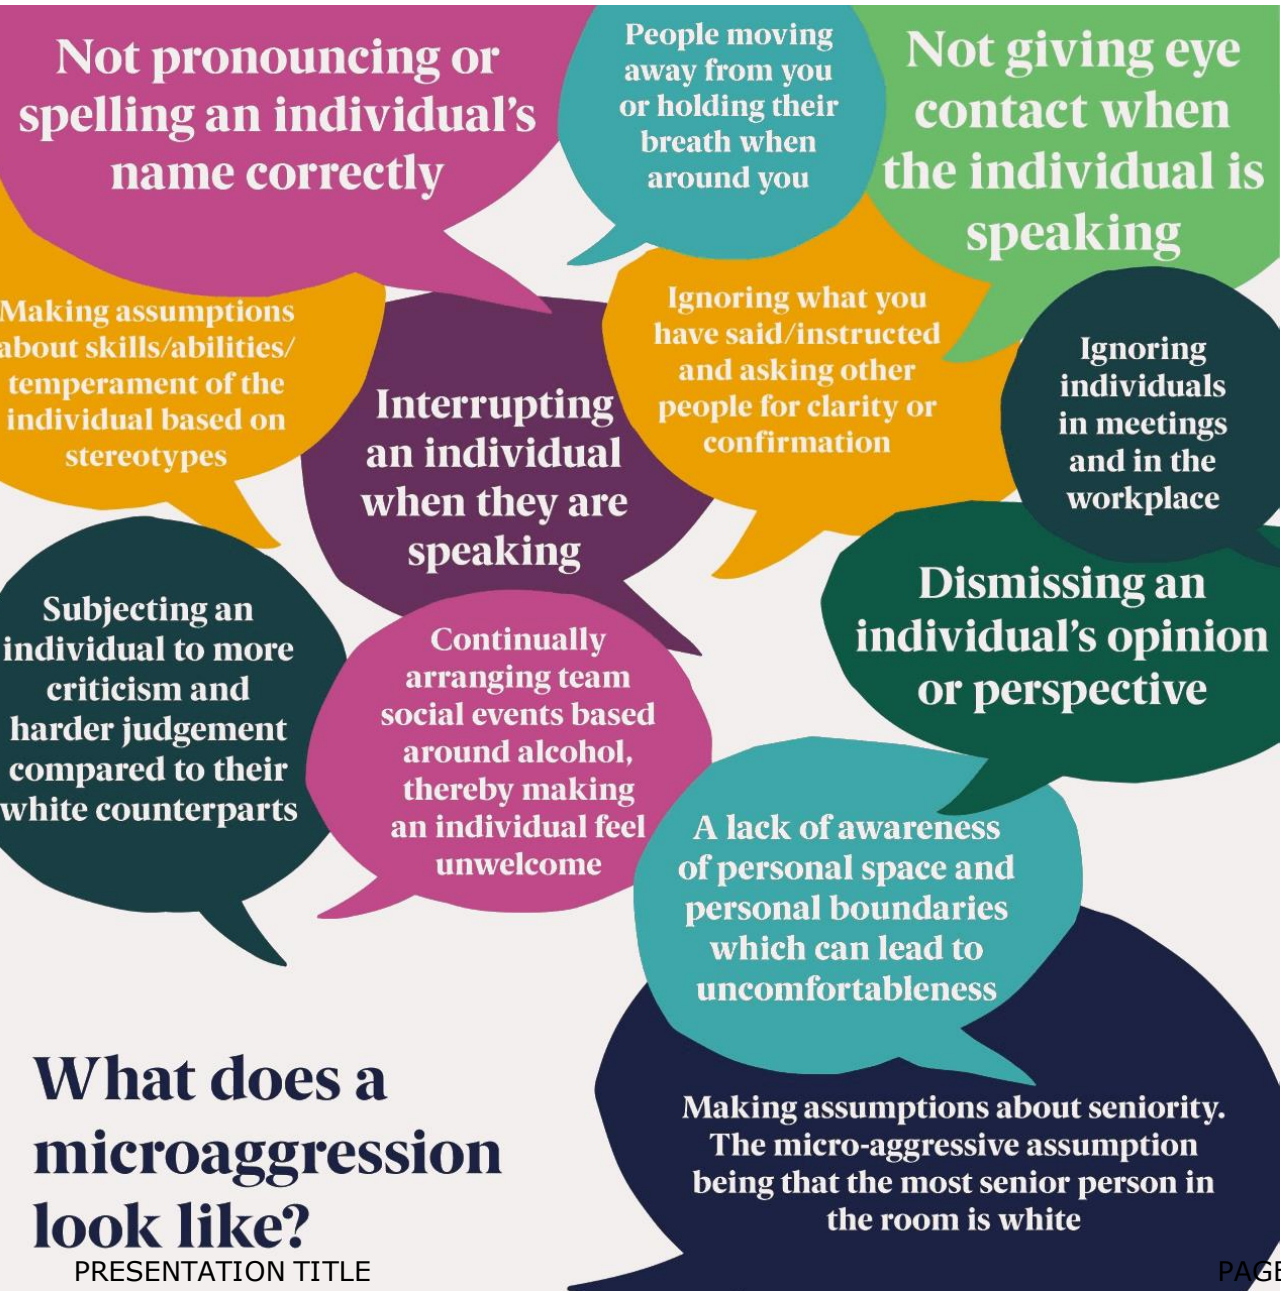 Not pronouncing or
spelling an individual's
name correctly
People moving
away from you
or holding their
breath when
around you
Not giving eye
contact when
the individual is
speaking
Making assumptions
about skills/abilities/
temperament of the
individual based on
stereotypes
Interrupting
an individual
when they are
speaking
Ignoring what you
have said/instructed
and asking other
people for clarity or
confirmation
Ignoring
individuals
in meetings
and in the
workplace
Subjecting an
individual to more
criticism and
harder judgement
compared to their
white counterparts
Continually
arranging team
social events based
around alcohol,
thereby making
an individual feel
unwelcome
Dismissing an
individual's opinion
or perspective
A lack of awareness
of personal space and
personal boundaries
which can lead to
uncomfortableness
Making assumptions about seniority.
The micro-aggressive assumption
being that the most senior person in
the room is white
What does a
microaggression
look like?
PRESENTATION TITLE
PAGE